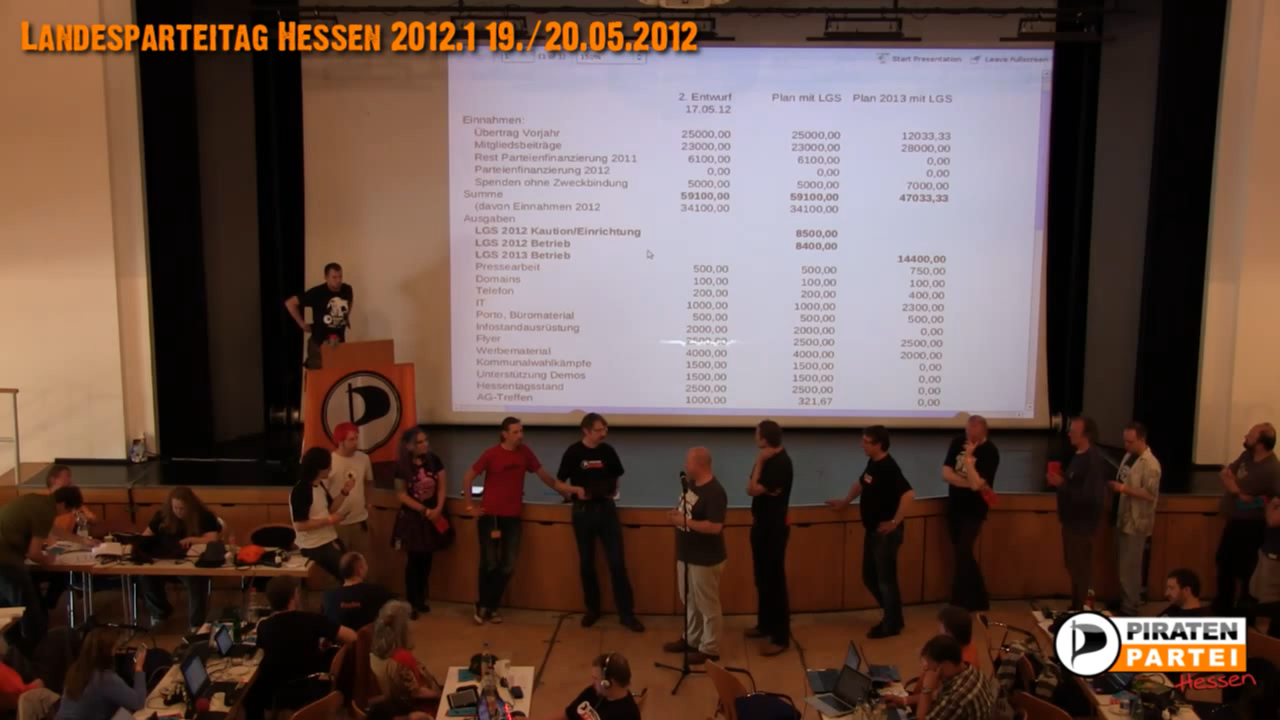 Landesparteitag Hessen 2012.1 19./20.05.2012
Start Presentation Leave Fullscreen
2. Entwurf Plan mit LGS Plan 2013 mit LGS
17.05.12
Einnahmen:
Übertrag Vorjahr 25000,00 25000,00 12033,33
Mitgliedsbeiträge 23000,00 23000,00 28000,00
Rest Parteienfinanzierung 2011 6100,00 6100,00 0,00
Parteienfinanzierung 2012 0,00 0,00 0,00
Spenden ohne Zweckbindung 5000,00 5000,00 7000,00
Summe 59100,00 59100,00 47033,33
(davon Einnahmen 2012 34100,00 34100,00
Ausgaben
LGS 2012 Kaution/Einrichtung 8500,00
LGS 2012 Betrieb 8400,00
LGS 2013 Betrieb 14400,00
Pressearbeit 500,00 500,00 750,00
Domains 100,00 100,00 100,00
Telefon 200,00 200,00 400,00
IT 1000,00 1000,00 2300,00
Porto, Büromaterial 500,00 500,00 500,00
Infostandausrüstung 2000,00 2000,00 0,00
Flyer 2500,00 2500,00 2500,00
Werbematerial 4000,00 4000,00 2000,00
Kommunalwahlkämpfe 1500,00 1500,00 0,00
Unterstützung Demos 1500,00 1500,00 0,00
Hessentagsstand 2500,00 2500,00 0,00
AG-Treffen 1000,00 321,67 0,00
PIRATEN
PARTEI
Hessen